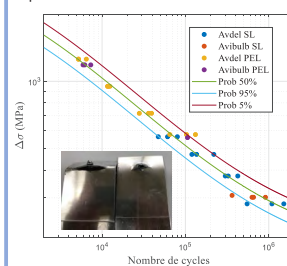 Avdel SL
Avibulb SL
Avdel PEL
Avibulb PEL
Prob 50%
Prob 95%
Prob 5%
10³
Δσ (MPa)
10⁴
10⁵
10⁶
Nombre de cycles